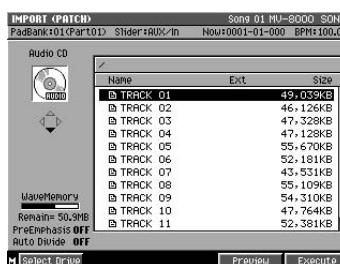 IMPORT (PATCH) Song 01 MV-8000 SON
PadBank:01(Part01) Slider:AUX/In Now:0001-01-000 BPM:100.0
Audio CD
AUDIO
/
Name Ext Size
TRACK 01 49,039KB
TRACK 02 46,126KB
TRACK 03 47,328KB
TRACK 04 47,128KB
TRACK 05 55,670KB
TRACK 06 52,181KB
TRACK 07 43,531KB
TRACK 08 55,109KB
TRACK 09 54,310KB
TRACK 10 47,764KB
TRACK 11 52,381KB
WaveMemory
Remain= 50.9MB
PreEmphasis OFF
Auto Divide OFF
M Select Drive Preview Execute